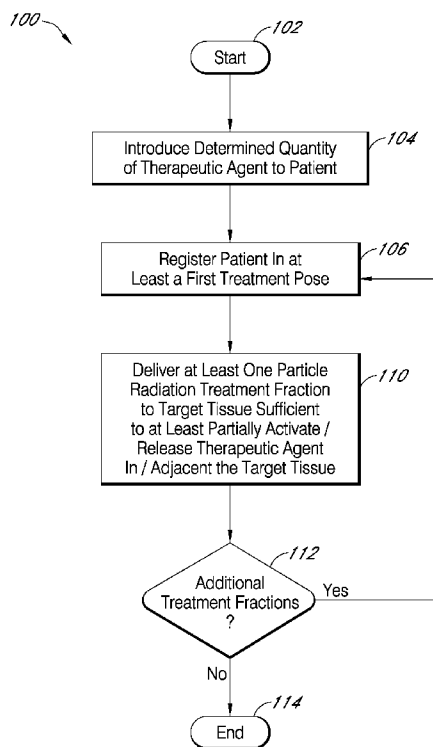 100
102
Start
104
Introduce Determined Quantity
of Therapeutic Agent to Patient
106
Register Patient In at
Least a First Treatment Pose
110
Deliver at Least One Particle
Radiation Treatment Fraction
to Target Tissue Sufficient
to at Least Partially Activate /
Release Therapeutic Agent
In / Adjacent the Target Tissue
112
Additional
Treatment Fractions
?
Yes
No
114
End